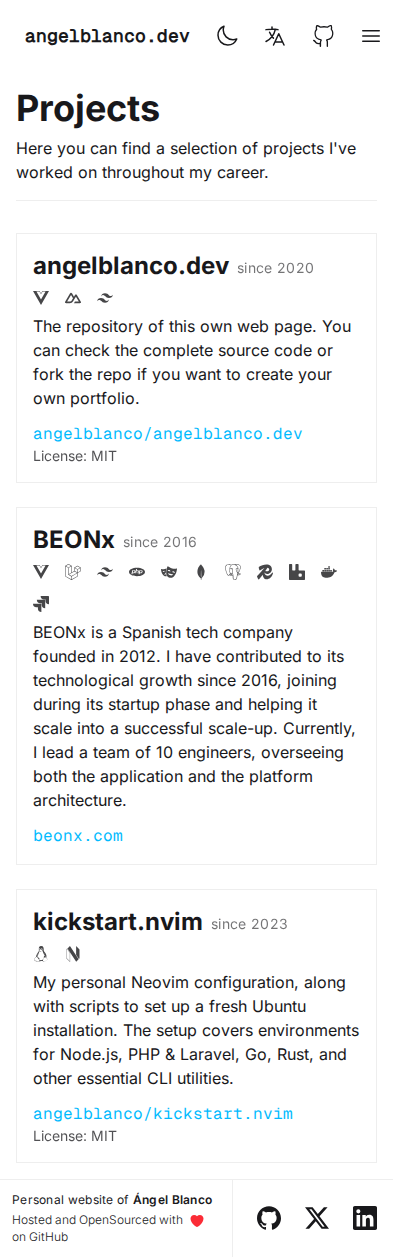 angelblanco.dev
Projects
Here you can find a selection of projects I've
worked on throughout my career.
angelblanco.dev since 2020
The repository of this own web page. You
can check the complete source code or
fork the repo if you want to create your
own portfolio.
angelblanco/angelblanco.dev
License: MIT
BEONx since 2016
php
BEONx is a Spanish tech company
founded in 2012. I have contributed to its
technological growth since 2016, joining
during its startup phase and helping it
scale into a successful scale-up. Currently,
I lead a team of 10 engineers, overseeing
both the application and the platform
architecture.
beonx.com
kickstart.nvim since 2023
My personal Neovim configuration, along
with scripts to set up a fresh Ubuntu
installation. The setup covers environments
for Node.js, PHP & Laravel, Go, Rust, and
other essential CLI utilities.
angelblanco/kickstart.nvim
License: MIT
Personal website of Ángel Blanco
Hosted and OpenSourced with ❤️
on GitHub